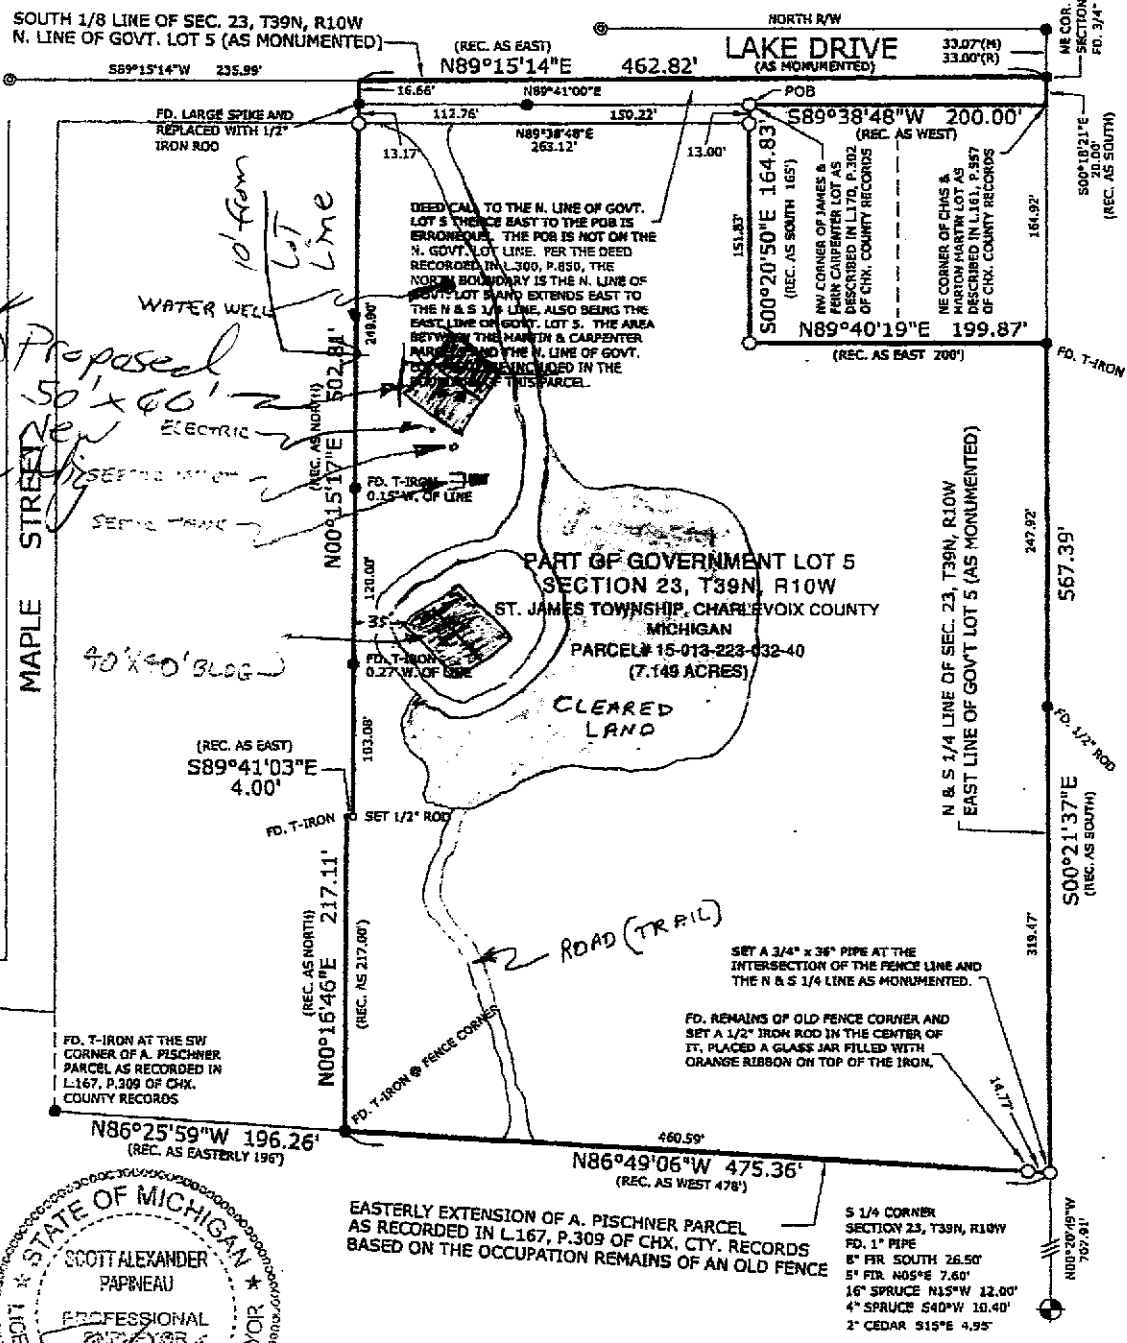 SOUTH 1/8 LINE OF SEC. 23, T39N, R10W
N. LINE OF GOVT. LOT 5 (AS MONUMENTED)
S89°15'14"W 235.99'
(REC. AS EAST)
N89°15'14"E 462.82'
NORTH R/W
LAKE DRIVE
(AS MONUMENTED)
33.07'(M)
33.00'(R)
NE COR.
SECTION
FD. 3/4"
16.66'
N89°41'00"E
POB
FD. LARGE SPIKE AND
REPLACED WITH 1/2"
IRON ROD
112.76'
150.22'
N89°38'48"E
263.12'
13.17'
13.00'
S89°38'48"W 200.00'
(REC. AS WEST)
S00°18'21"E
20.00'
(REC. AS SOUTH)
S00°20'50"E 164.83'
(REC. AS SOUTH 165')
151.83'
NW CORNER OF JAMES &
FERN CARPENTER LOT AS
DESCRIBED IN L.170, P.302
OF CHX. COUNTY RECORDS
NE CORNER OF CHAS &
MARION MARTIN LOT AS
DESCRIBED IN L.161, P.557
OF CHX. COUNTY RECORDS
164.92'
N89°40'19"E 199.87'
(REC. AS EAST 200')
FD. T-IRON
DEED CALL TO THE N. LINE OF GOVT.
LOT 5 THENCE EAST TO THE POB IS
ERRONEOUS. THE POB IS NOT ON THE
N. GOVT. LOT LINE. PER THE DEED
RECORDED IN L.300, P.850, THE
NORTH BOUNDARY IS THE N. LINE OF
GOVT. LOT 5 AND EXTENDS EAST TO
THE N & S 1/4 LINE, ALSO BEING THE
EAST LINE OF GOVT. LOT 5. THE AREA
BETWEEN THE MARTIN & CARPENTER
PARCELS AND THE N. LINE OF GOVT.
INCLUDED IN THE
OF THIS PARCEL.
10' from
LOT
Line
WATER WELL
Proposed
50' x 60'
New
ELECTRIC
SEPTIC TANK
249.90'
N00°15'17"E 502.81'
(REC. AS NORTH)
FD. T-IRON
0.15' W. OF LINE
120.00'
MAPLE STREET
35'
40'X40' BLDG
FD. T-IRON
0.27' W. OF LINE
PART OF GOVERNMENT LOT 5
SECTION 23, T39N, R10W
ST. JAMES TOWNSHIP, CHARLEVOIX COUNTY
MICHIGAN
PARCEL# 15-013-223-032-40
(7.149 ACRES)
CLEARED
LAND
247.92'
567.39'
N & S 1/4 LINE OF SEC. 23, T39N, R10W
EAST LINE OF GOV'T LOT 5 (AS MONUMENTED)
FD. 1/2" ROD
S00°21'37"E
(REC. AS SOUTH)
319.47'
103.08'
(REC. AS EAST)
S89°41'03"E
4.00'
FD. T-IRON
SET 1/2" ROD
N00°16'46"E 217.11'
(REC. AS NORTH)
(REC. AS 217.00')
ROAD (TRAIL)
SET A 3/4" x 36" PIPE AT THE
INTERSECTION OF THE FENCE LINE AND
THE N & S 1/4 LINE AS MONUMENTED.
FD. REMAINS OF OLD FENCE CORNER AND
SET A 1/2" IRON ROD IN THE CENTER OF
IT. PLACED A GLASS JAR FILLED WITH
ORANGE RIBBON ON TOP OF THE IRON.
14.77'
FD. T-IRON @ FENCE CORNER
FD. T-IRON AT THE SW
CORNER OF A. PISCHNER
PARCEL AS RECORDED IN
L.167, P.309 OF CHX.
COUNTY RECORDS
N86°25'59"W 196.26'
(REC. AS EASTERLY 196')
460.59'
N86°49'06"W 475.36'
(REC. AS WEST 478')
EASTERLY EXTENSION OF A. PISCHNER PARCEL
AS RECORDED IN L.167, P.309 OF CHX. CTY. RECORDS
BASED ON THE OCCUPATION REMAINS OF AN OLD FENCE
S 1/4 CORNER
SECTION 23, T39N, R10W
FD. 1" PIPE
8" FIR SOUTH 26.50'
5" FIR N05°E 7.60'
16" SPRUCE N15°W 12.00'
4" SPRUCE S40°W 10.40'
2" CEDAR S15°E 4.95'
N00°20'49"W
707.91'
STATE OF MICHIGAN
SCOTT ALEXANDER
PAPINEAU
PROFESSIONAL
SURVEYOR